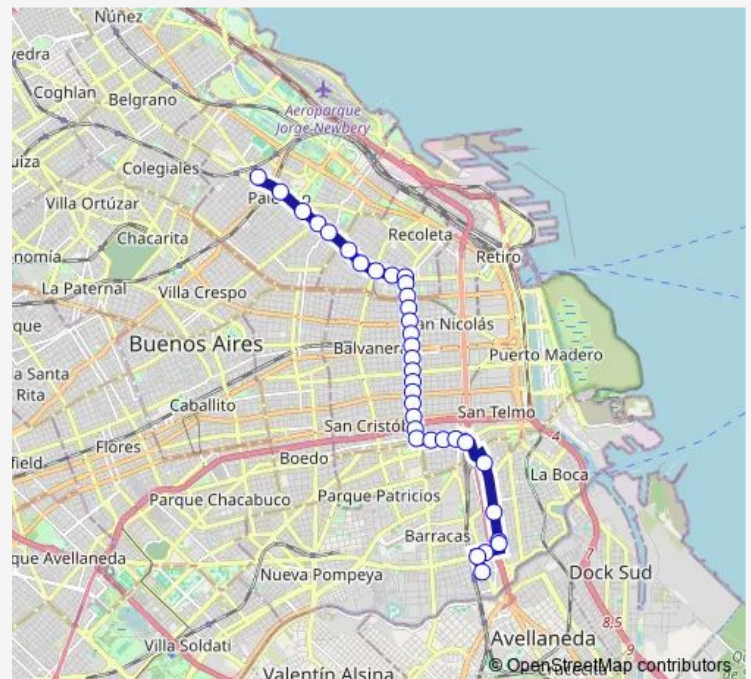 Núñez
vedra
Coghlan
Belgrano
Aeroparque
Jorge Newbery
uiza
Colegiales
Villa Ortúzar
Chacarita
Recoleta
Retiro
nomía
La Paternal
Villa Crespo
que
an Nicolás
Buenos Aires
Balvanera
Puerto Madero
a Santa
Rita
Caballito
San Cristób
San Telmo
4
Flores
field
Boedo
La Boca
Parque Chacabuco
Parque Patricios
Barracas
que Avellaneda
7
Nueva Pompeya
Dock Sud
8,5
Villa Soldati
9
Avellaneda
Valentín Alsina
© OpenStreetMap contributors